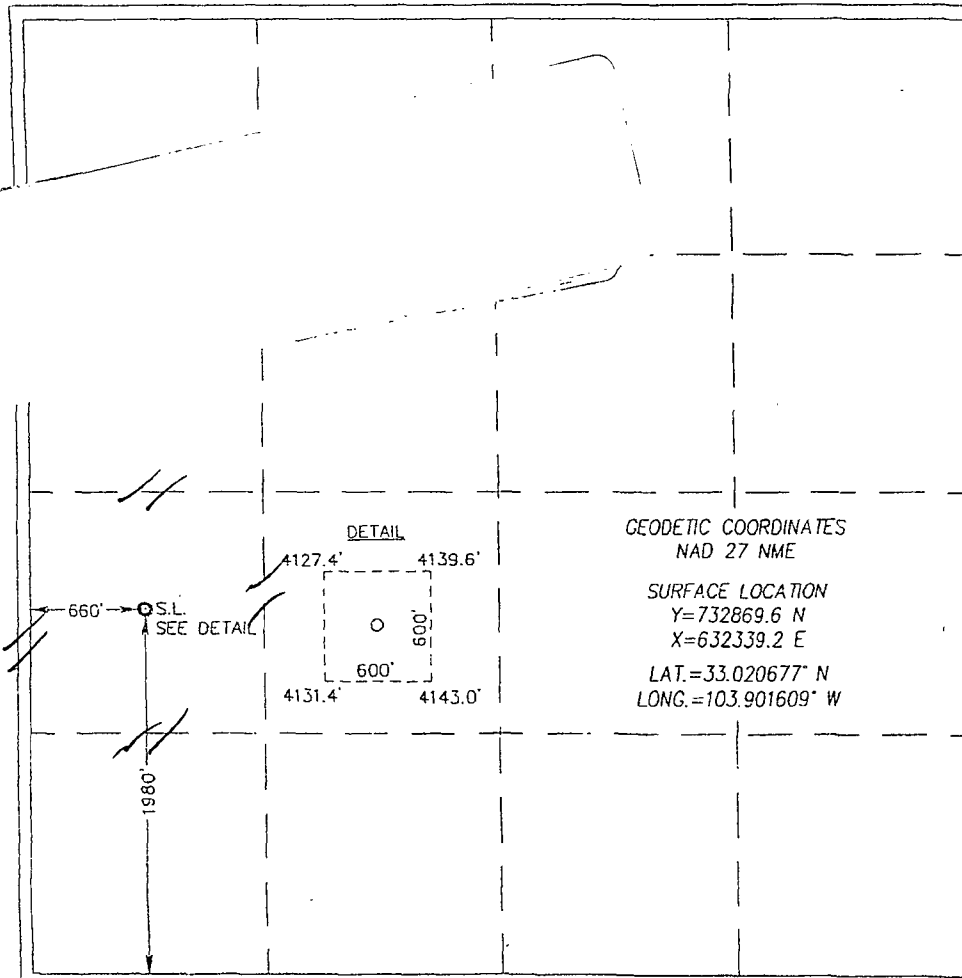 DETAIL
4127.4' 4139.6'
600'
600'
4131.4' 4143.0'
660'
S.L.
SEE DETAIL
1980'
GEODETIC COORDINATES
NAD 27 NME
SURFACE LOCATION
Y=732869.6 N
X=632339.2 E
LAT.=33.020677° N
LONG.=103.901609° W